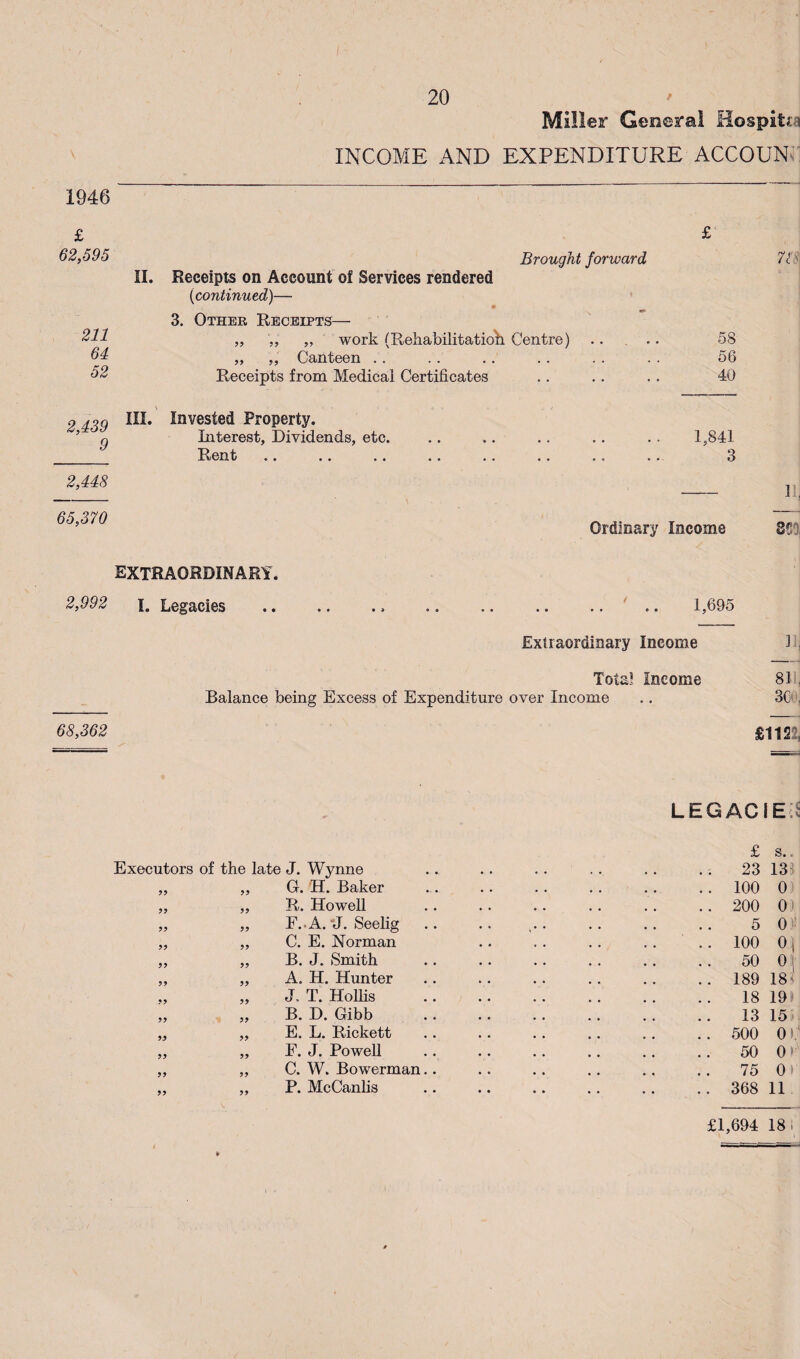 20
Miller General Hospit
INCOME AND EXPENDITURE ACCOUN
1946
£ £
62,595 Brought forward
II. Receipts on Account of Services rendered
(continued)—
3. Other Receipts—
211 „ „ „ work (Rehabilitation Centre) .. .. 58
64 „ „ Canteen .. .. .. .. .. .. 56
52 Receipts from Medical Certificates .. .. .. 40
III. Invested Property.
2,439 Interest, Dividends, etc. .. .. .. .. .. 1,841
9 Rent .. .. .. .. .. .. .. .. 3
2,448
65,370 Ordinary Income
EXTRAORDINARY.
2,992 I. Legacies .. .. .. .. .. .. .. .. 1,695
Extraordinary Income
Total Income
Balance being Excess of Expenditure over Income ..
68,362 £112
LEGACIE
£ s.
Executors of the late J. Wynne .. .. .. .. .. .. 23 13
„ „ G. H. Baker .. .. .. .. .. .. 100 0
„ „ R. Howell .. .. .. .. .. .. 200 0
„ „ F. A. J. Seelig .. .. .. .. .. .. 5 0
„ „ C. E. Norman .. .. .. .. .. 100 0
„ „ B. J. Smith .. .. .. .. .. .. 50 0
„ „ A. H. Hunter .. .. .. .. .. .. 189 18
„ „ J. T. Hollis .. .. .. .. .. .. 18 19
„ „ B. D. Gibb .. .. .. .. .. .. 13 15
„ „ E. L. Rickett .. .. .. .. .. .. 500 0
„ „ F. J. Powell .. .. .. .. .. .. 50 0
„ „ C. W. Bowerman .. .. .. .. .. .. 75 0
„ „ P. McCanlis .. .. .. .. .. .. 368 11
£1,694 18